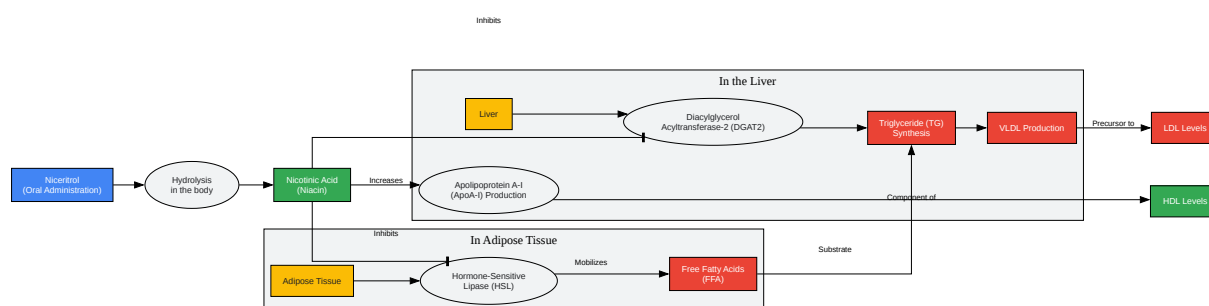 Inhibits
In the Liver
Liver
Diacylglycerol
Acyltransferase-2 (DGAT2)
Triglyceride (TG)
Synthesis
VLDL Production
Precursor to
LDL Levels
Niceritrol
(Oral Administration)
Hydrolysis
in the body
Nicotinic Acid
(Niacin)
Increases
Apolipoprotein A-I
(ApoA-I) Production
Component of
HDL Levels
Inhibits
In Adipose Tissue
Adipose Tissue
Hormone-Sensitive
Lipase (HSL)
Mobilizes
Free Fatty Acids
(FFA)
Substrate